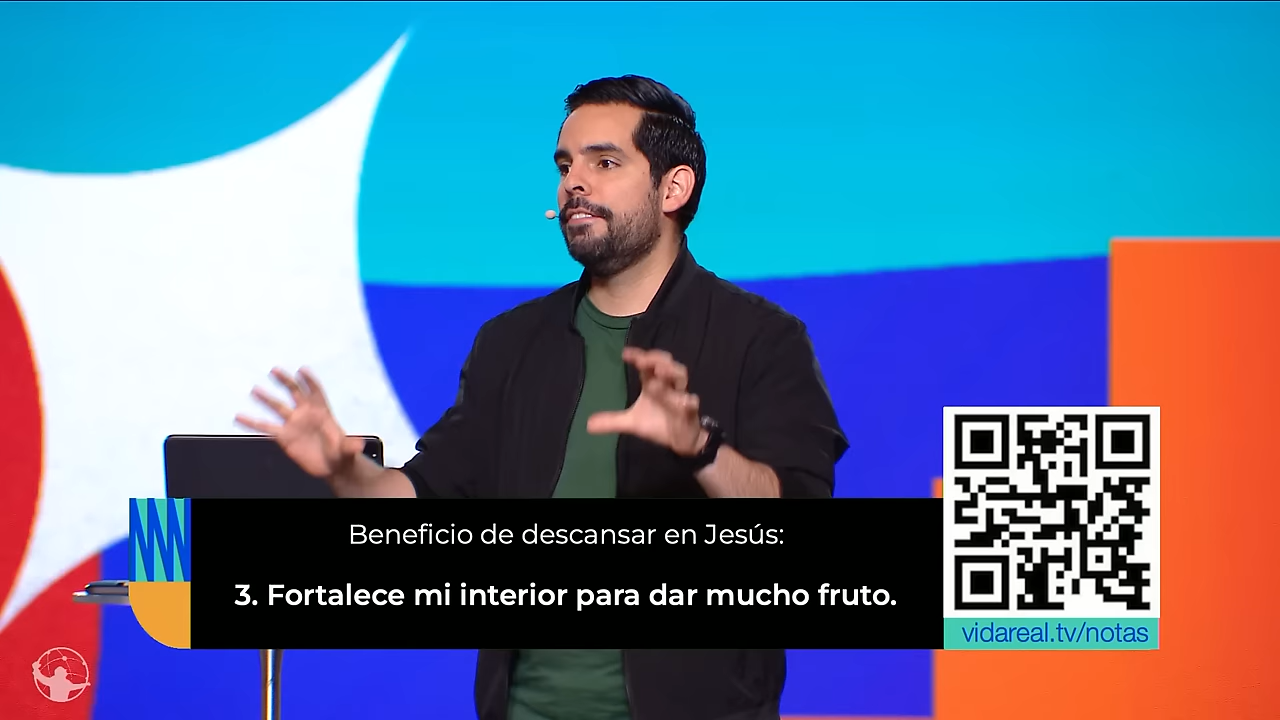 Beneficio de descansar en Jesús:
3. Fortalece mi interior para dar mucho fruto.
vidareal.tv/notas